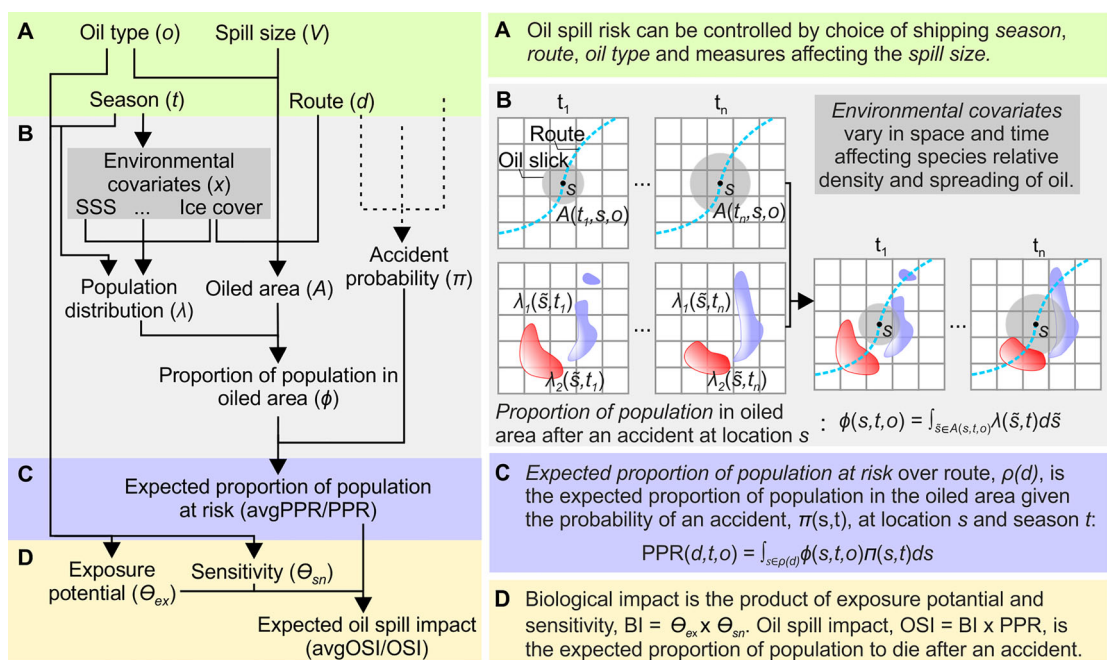 A
Oil type (o)
Spill size (V)
Season (t)
Route (d)
B
Environmental
covariates (x)
SSS ... Ice cover
Accident
probability (π)
Population
distribution (λ)
Oiled area (A)
Proportion of population in
oiled area (ϕ)
C
Expected proportion of population
at risk (avgPPR/PPR)
D
Exposure
potential (ϴex)
Sensitivity (ϴsn)
Expected oil spill impact
(avgOSI/OSI)
A Oil spill risk can be controlled by choice of shipping season,
route, oil type and measures affecting the spill size.
B
t1
tn
Route
Oil slick
s
A(t1,s,o)
...
s
A(tn,s,o)
Environmental covariates
vary in space and time
affecting species relative
density and spreading of oil.
λ1(s̃,t1)
λ2(s̃,t1)
...
λ1(s̃,tn)
λ2(s̃,tn)
t1
tn
s
...
s
Proportion of population in oiled
area after an accident at location s
: ϕ(s,t,o) = ∫s̃∈A(s,t,o)λ(s̃,t)ds̃
C Expected proportion of population at risk over route, ρ(d), is
the expected proportion of population in the oiled area given
the probability of an accident, π(s,t), at location s and season t:
PPR(d,t,o) = ∫s∈ρ(d)ϕ(s,t,o)π(s,t)ds
D Biological impact is the product of exposure potantial and
sensitivity, BI = ϴex x ϴsn. Oil spill impact, OSI = BI x PPR, is
the expected proportion of population to die after an accident.